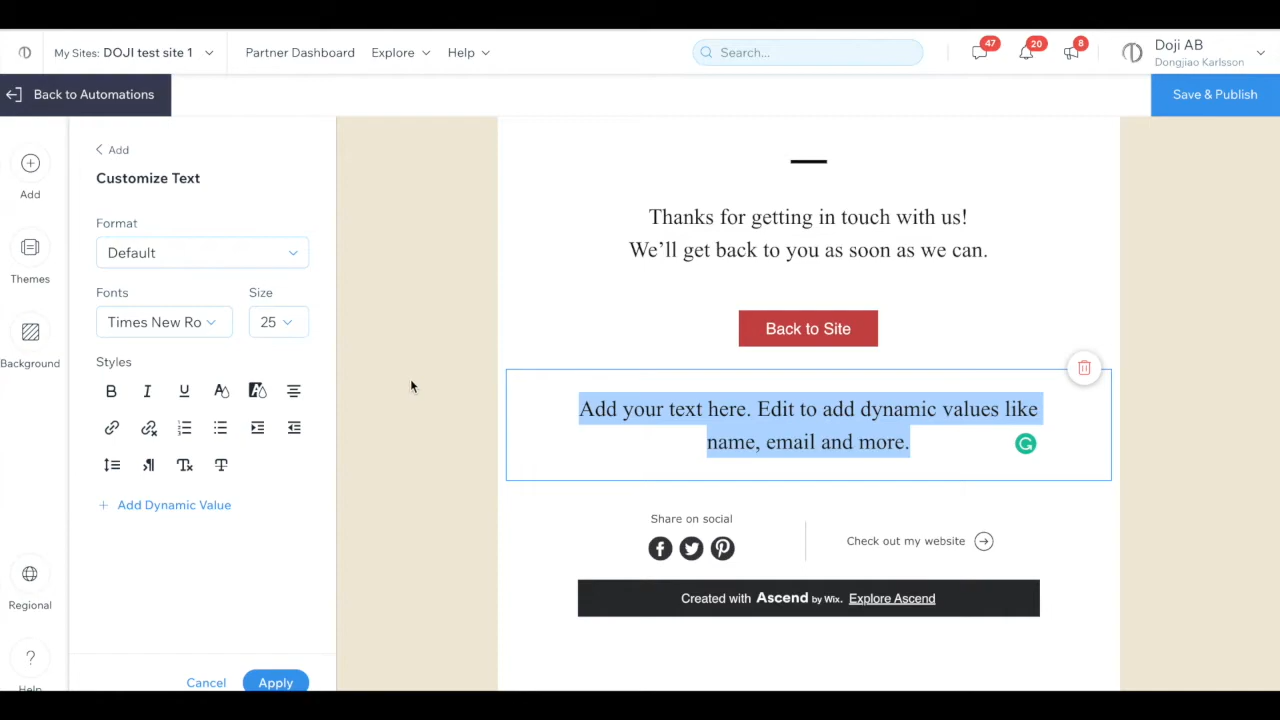 My Sites: DOJI test site 1
Partner Dashboard
Explore
Help
Search...
47
20
8
Doji AB
Dongjiao Karlsson
Back to Automations
Save & Publish
Add
Themes
Background
Regional
Help
Add
Customize Text
Format
Default
Fonts
Size
Times New Ro
25
Styles
Add Dynamic Value
Cancel
Apply
Thanks for getting in touch with us!
We’ll get back to you as soon as we can.
Back to Site
Add your text here. Edit to add dynamic values like
name, email and more.
Share on social
Check out my website
Created with Ascend by Wix. Explore Ascend